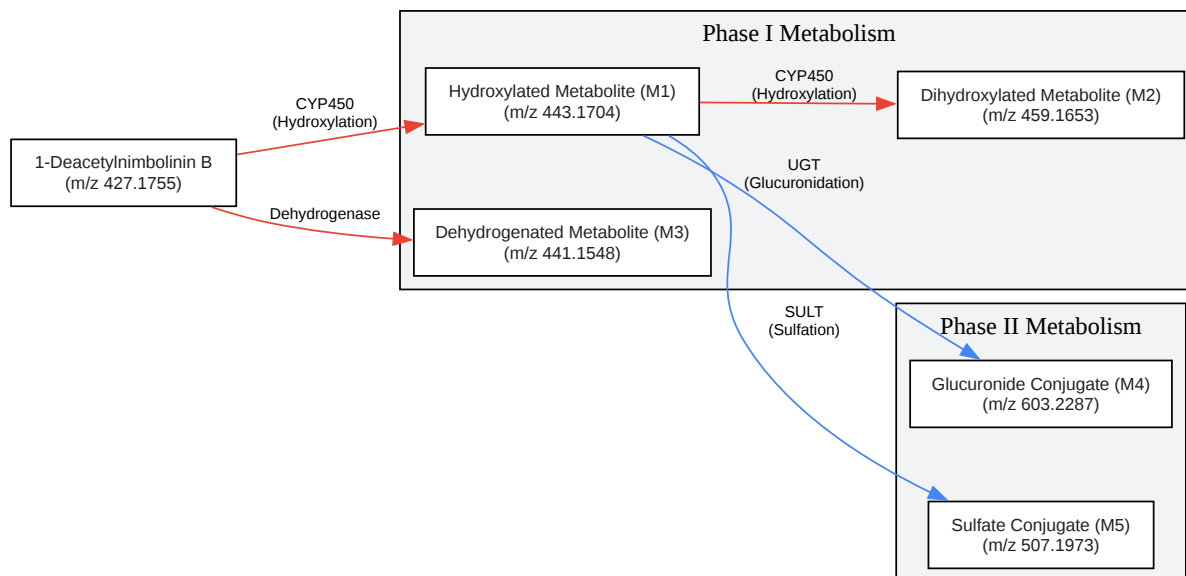 Phase I Metabolism
CYP450
(Hydroxylation)
Hydroxylated Metabolite (M1)
(m/z 443.1704)
CYP450
(Hydroxylation)
Dihydroxylated Metabolite (M2)
(m/z 459.1653)
1-Deacetylnimbolinin B
(m/z 427.1755)
UGT
(Glucuronidation)
Dehydrogenase
Dehydrogenated Metabolite (M3)
(m/z 441.1548)
SULT
(Sulfation)
Phase II Metabolism
Glucuronide Conjugate (M4)
(m/z 603.2287)
Sulfate Conjugate (M5)
(m/z 507.1973)